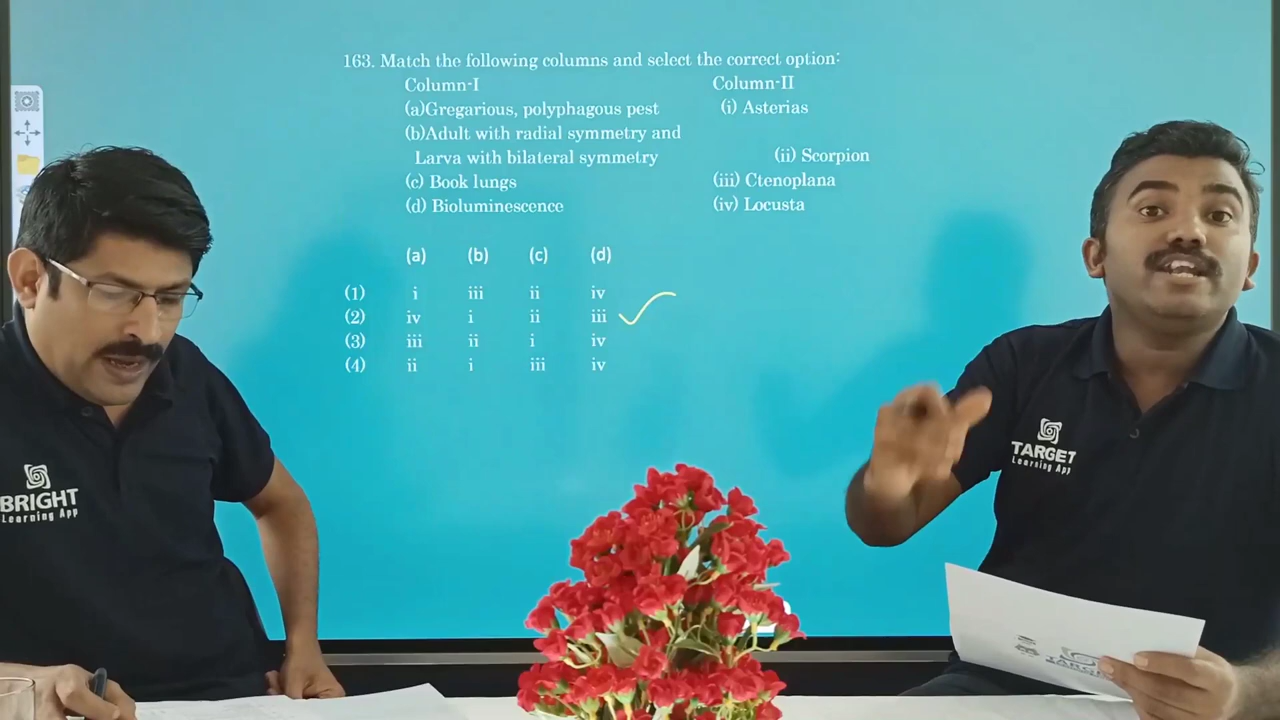 163. Match the following columns and select the correct option:
Column-I Column-II
(a)Gregarious, polyphagous pest (i) Asterias
(b)Adult with radial symmetry and
Larva with bilateral symmetry (ii) Scorpion
(c) Book lungs (iii) Ctenoplana
(d) Bioluminescence (iv) Locusta
(a) (b) (c) (d)
(1) i iii ii iv
(2) iv i ii iii
(3) iii ii i iv
(4) ii i iii iv
BRIGHT
Learning App
TARGET
Learning App